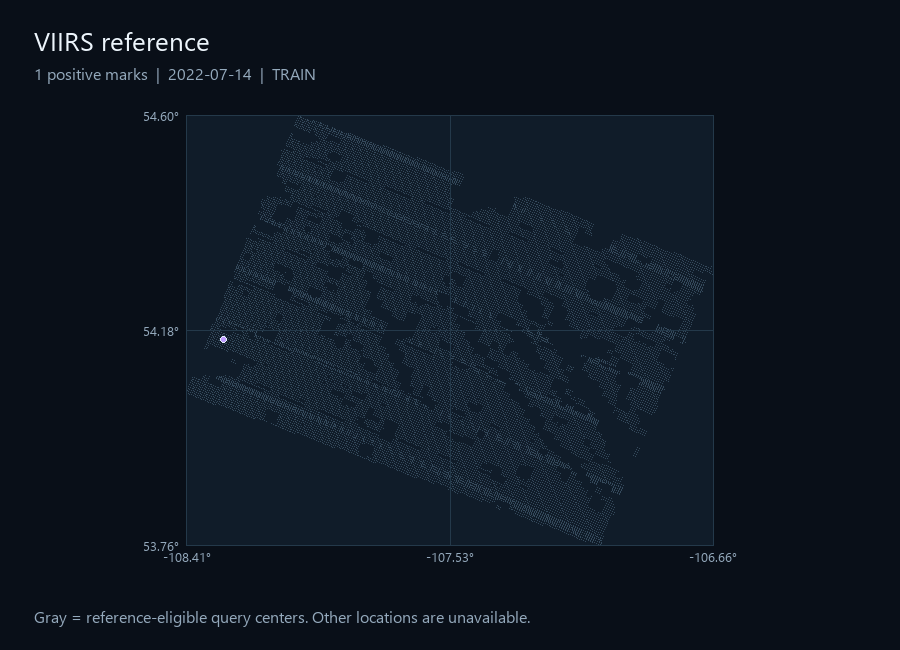 VIIRS reference
1 positive marks | 2022-07-14 | TRAIN
54.60°
54.18°
53.76°
-108.41°
-107.53°
-106.66°
Gray = reference-eligible query centers. Other locations are unavailable.